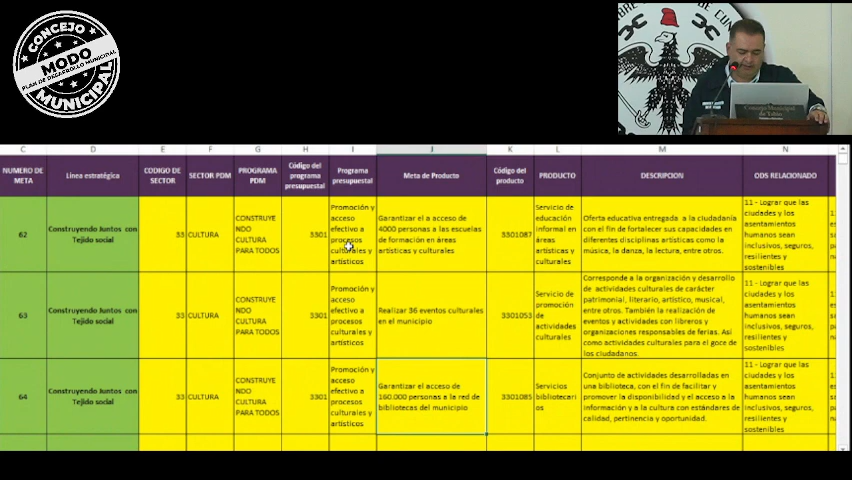 CONCEJO
MODO
PLAN DE DESARROLLO MUNICIPAL
MUNICIPAL
Concejo Municipal
C D E F G H I J K L M N
NUMERO DE
META
Línea estratégica
CODIGO DE
SECTOR
SECTOR PDM
PROGRAMA
PDM
Código del
programa
presupuestal
Programa
presupuestal
Meta de Producto
Código del
producto
PRODUCTO
DESCRIPCION
ODS RELACIONADO
62
Construyendo Juntos con
Tejido social
33
CULTURA
CONSTRUYE
NDO
CULTURA
PARA TODOS
3301
Promoción y
acceso
efectivo a
procesos
culturales y
artísticos
Garantizar el a acceso de
4000 personas a las escuelas
de formación en áreas
artísticas y culturales
3301087
Servicio de
educación
informal en
áreas
artísticas y
culturales
Oferta educativa entregada a la ciudadanía
con el fin de fortalecer sus capacidades en
diferentes disciplinas artísticas como la
música, la danza, la lectura, entre otros.
11 - Lograr que las
ciudades y los
asentamientos
humanos sean
inclusivos, seguros,
resilientes y
sostenibles
63
Construyendo Juntos con
Tejido social
33
CULTURA
CONSTRUYE
NDO
CULTURA
PARA TODOS
3301
Promoción y
acceso
efectivo a
procesos
culturales y
artísticos
Realizar 36 eventos culturales
en el municipio
3301053
Servicio de
promoción
de
actividades
culturales
Corresponde a la organización y desarrollo
de actividades culturales de carácter
patrimonial, literario, artístico, musical,
entre otros. También la realización de
eventos y actividades con libreros y
organizaciones responsables de ferias. Así
como actividades culturales para el goce de
los ciudadanos.
11 - Lograr que las
ciudades y los
asentamientos
humanos sean
inclusivos, seguros,
resilientes y
sostenibles
64
Construyendo Juntos con
Tejido social
33
CULTURA
CONSTRUYE
NDO
CULTURA
PARA TODOS
3301
Promoción y
acceso
efectivo a
procesos
culturales y
artísticos
Garantizar el acceso de
160.000 personas a la red de
bibliotecas del municipio
3301085
Servicios
bibliotecari
os
Conjunto de actividades desarrolladas en
una biblioteca, con el fin de facilitar y
promover la disponibilidad y el acceso a la
información y a la cultura con estándares de
calidad, pertinencia y oportunidad.
11 - Lograr que las
ciudades y los
asentamientos
humanos sean
inclusivos, seguros,
resilientes y
sostenibles